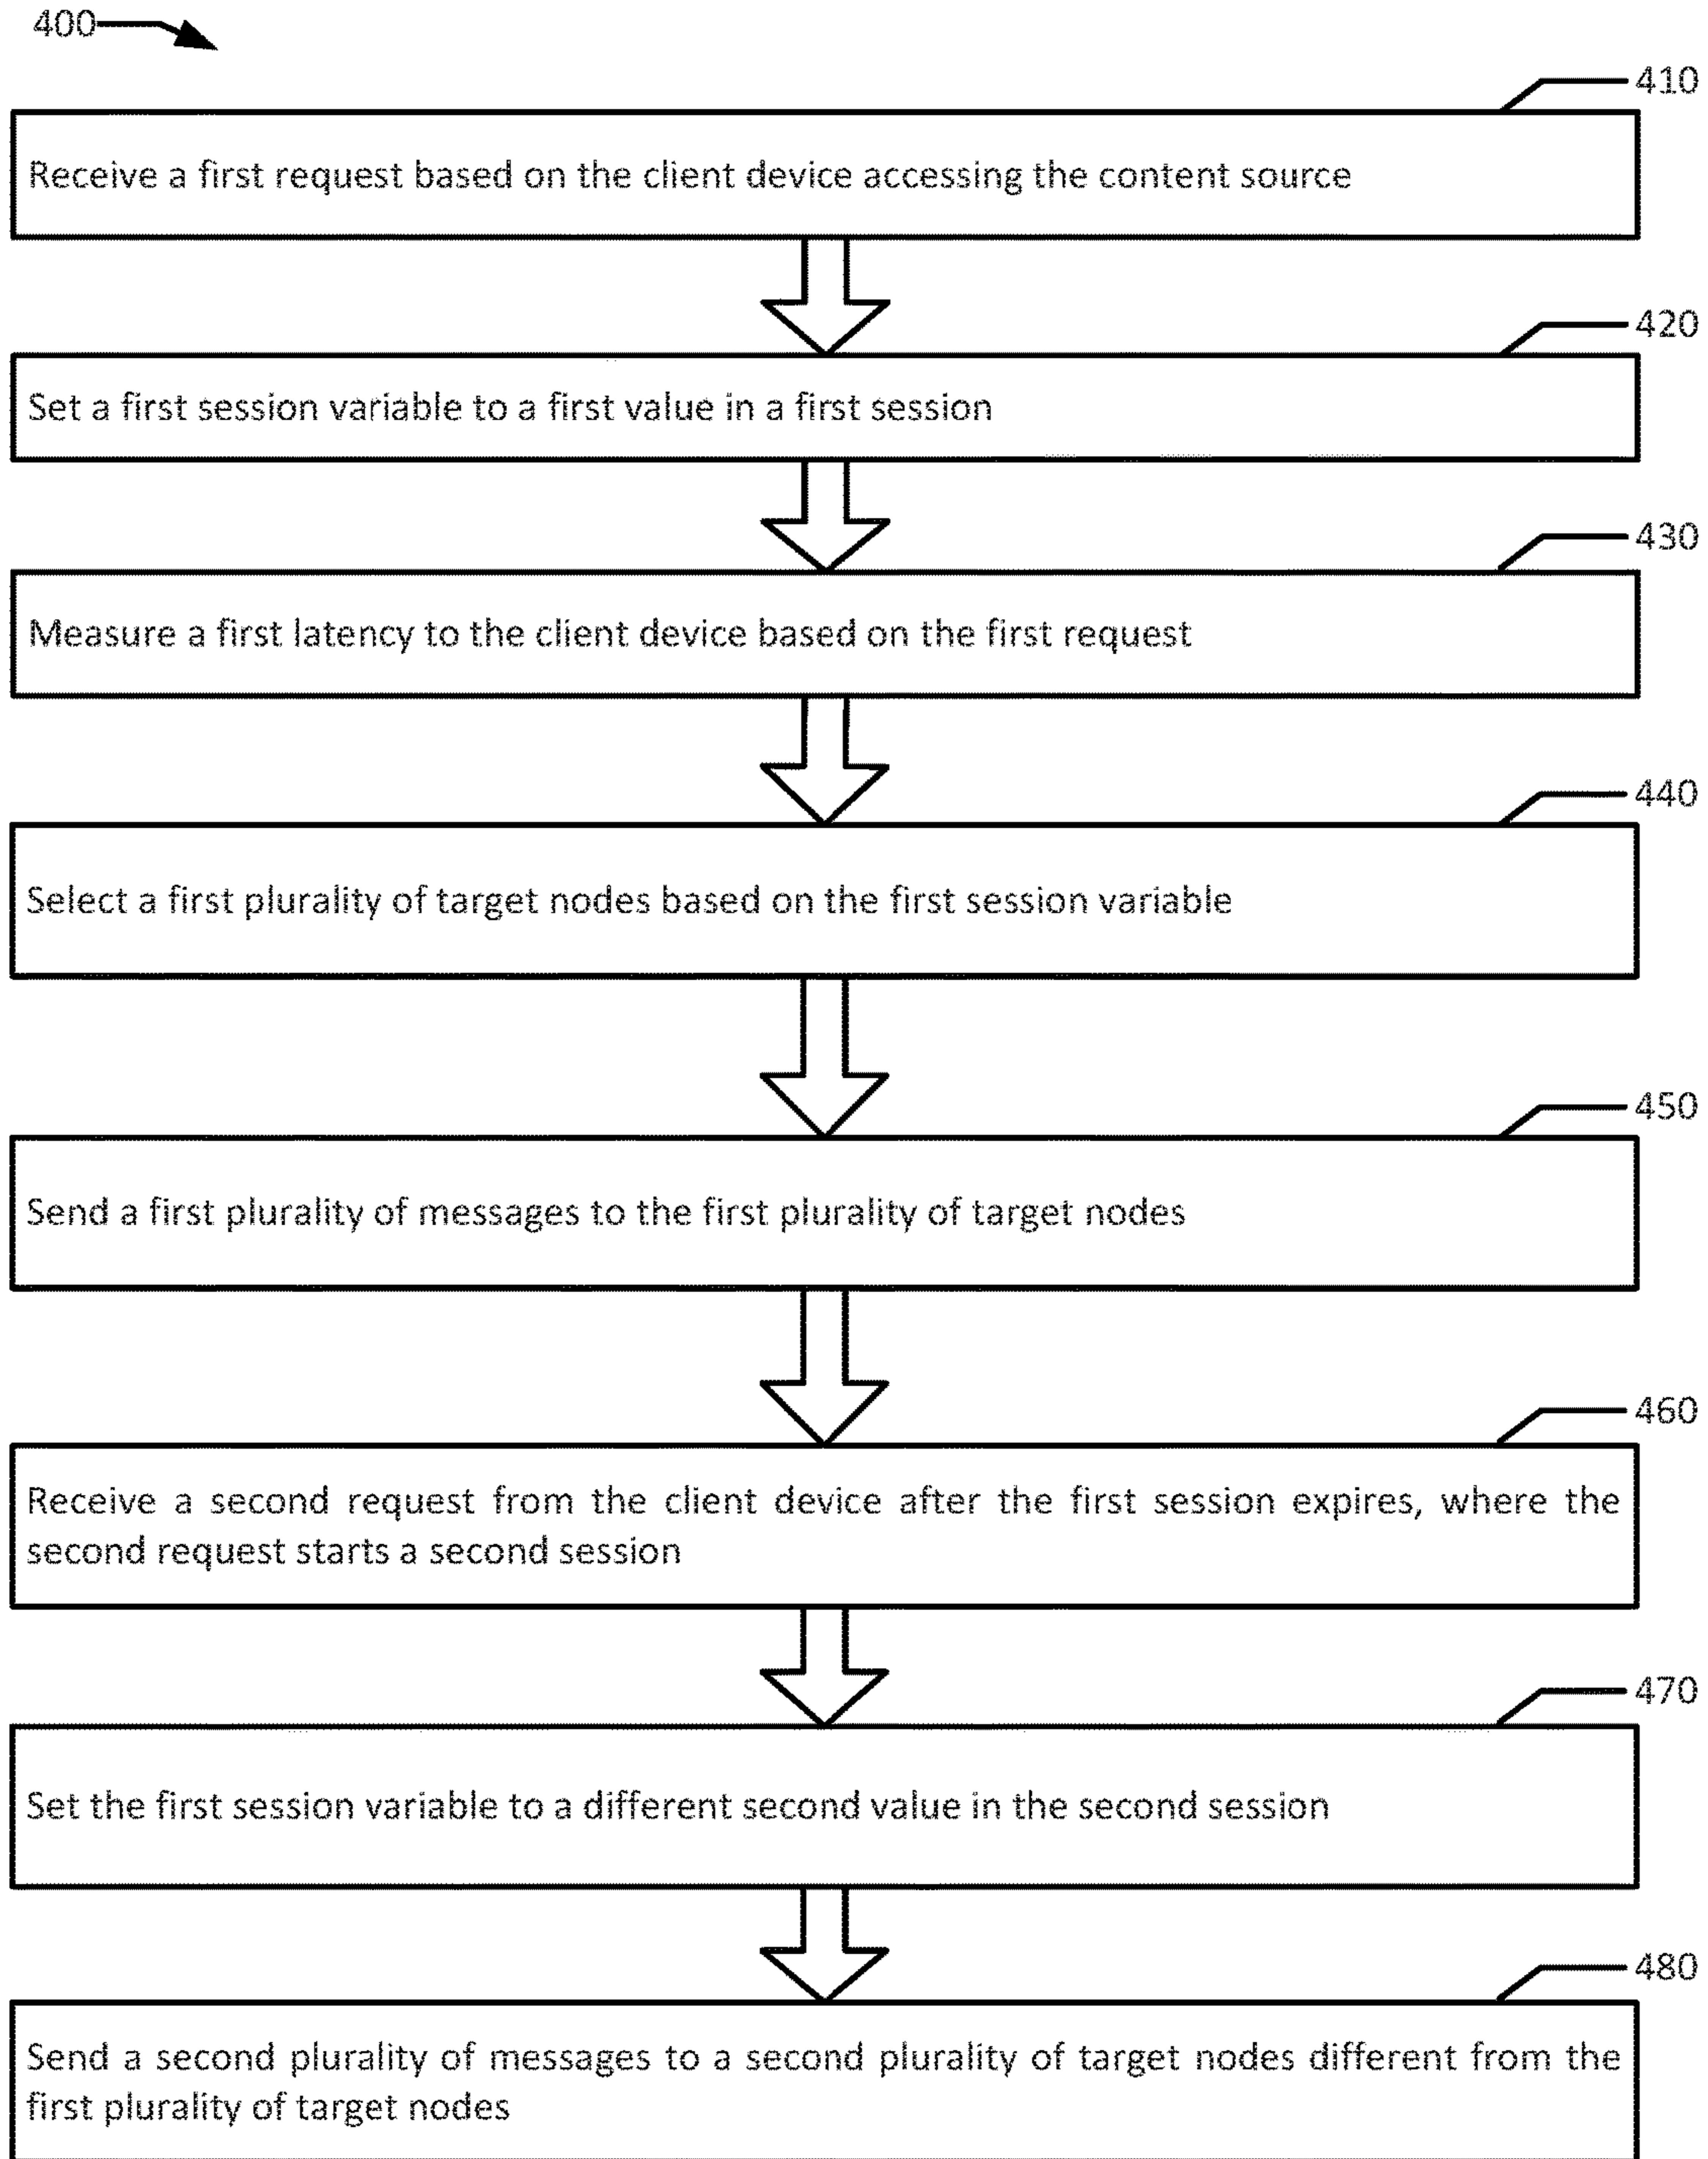 400
410
Receive a first request based on the client device accessing the content source
420
Set a first session variable to a first value in a first session
430
Measure a first latency to the client device based on the first request
440
Select a first plurality of target nodes based on the first session variable
450
Send a first plurality of messages to the first plurality of target nodes
460
Receive a second request from the client device after the first session expires, where the
second request starts a second session
470
Set the first session variable to a different second value in the second session
480
Send a second plurality of messages to a second plurality of target nodes different from the
first plurality of target nodes